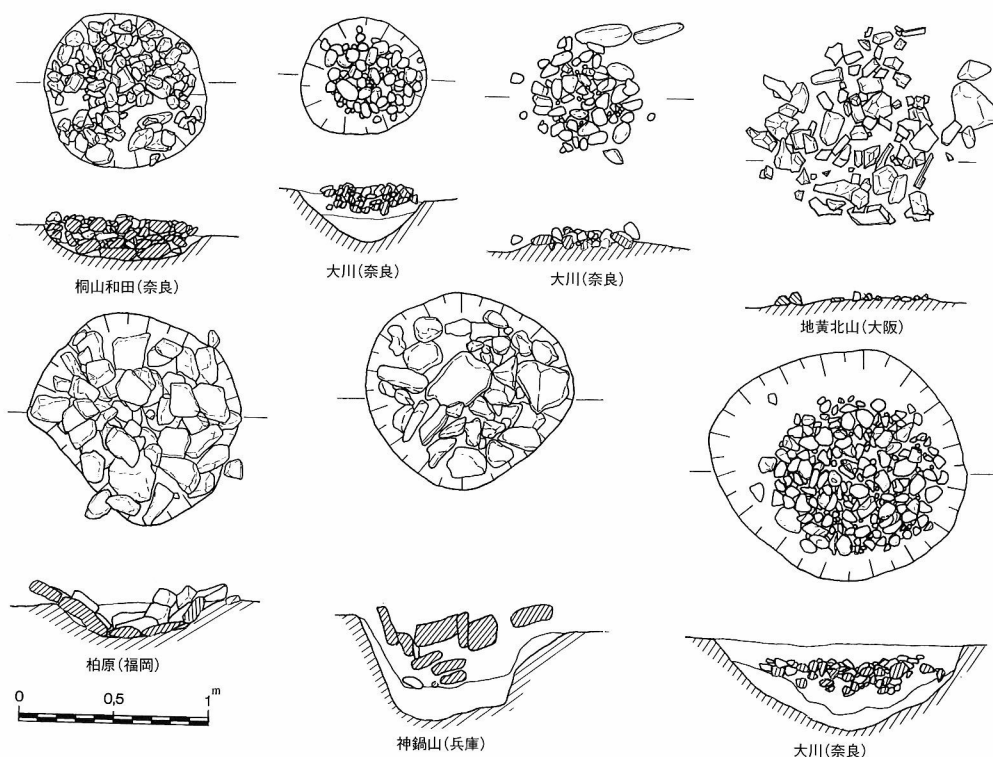 桐山和田(奈良)
大川(奈良)
大川(奈良)
地黄北山(大阪)
柏原(福岡)
神鍋山(兵庫)
大川(奈良)
0 0,5 1m